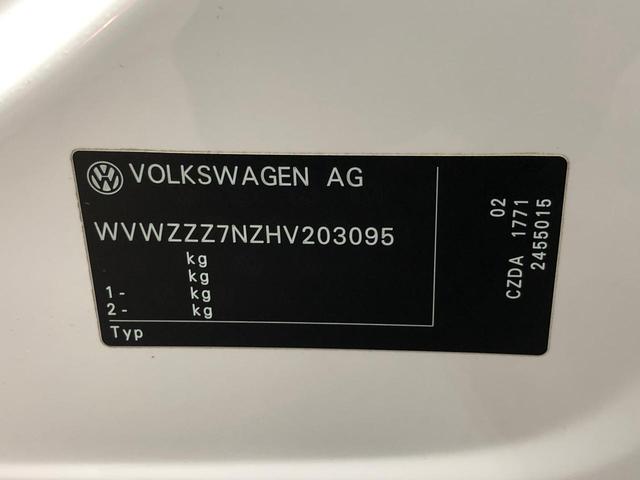 VOLKSWAGEN AG
WVWZZZ7NZHV203095
kg
kg
1- kg
2- kg
Typ
02
CZDA 1771
2455015